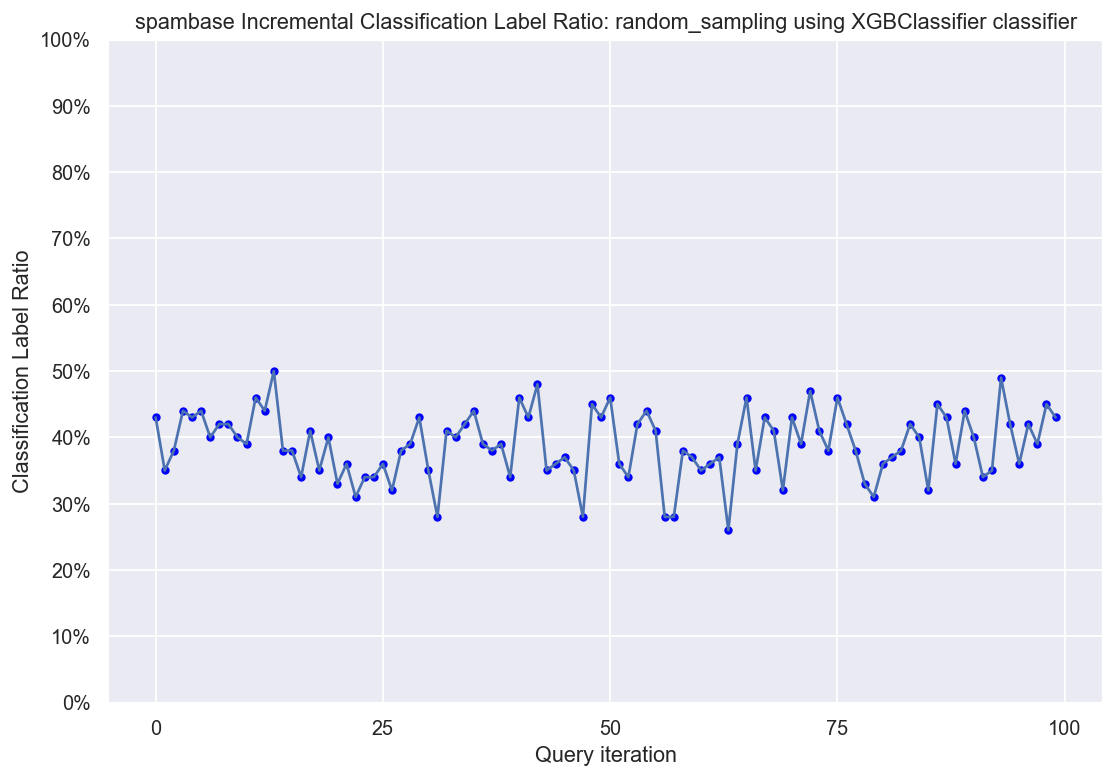 spambase Incremental Classification Label Ratio: random_sampling using XGBClassifier classifier
100%
90%
80%
70%
60%
50%
40%
30%
20%
10%
0%
Classification Label Ratio
0 25 50 75 100
Query iteration